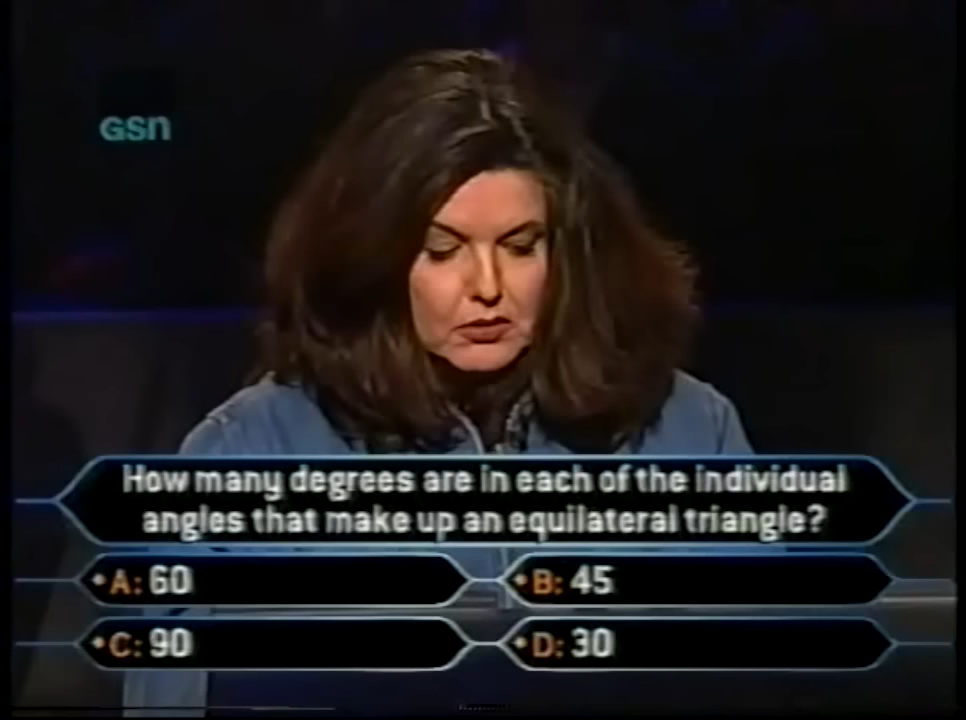 GSN
How many degrees are in each of the individual
angles that make up an equilateral triangle?
A: 60
B: 45
C: 90
D: 30